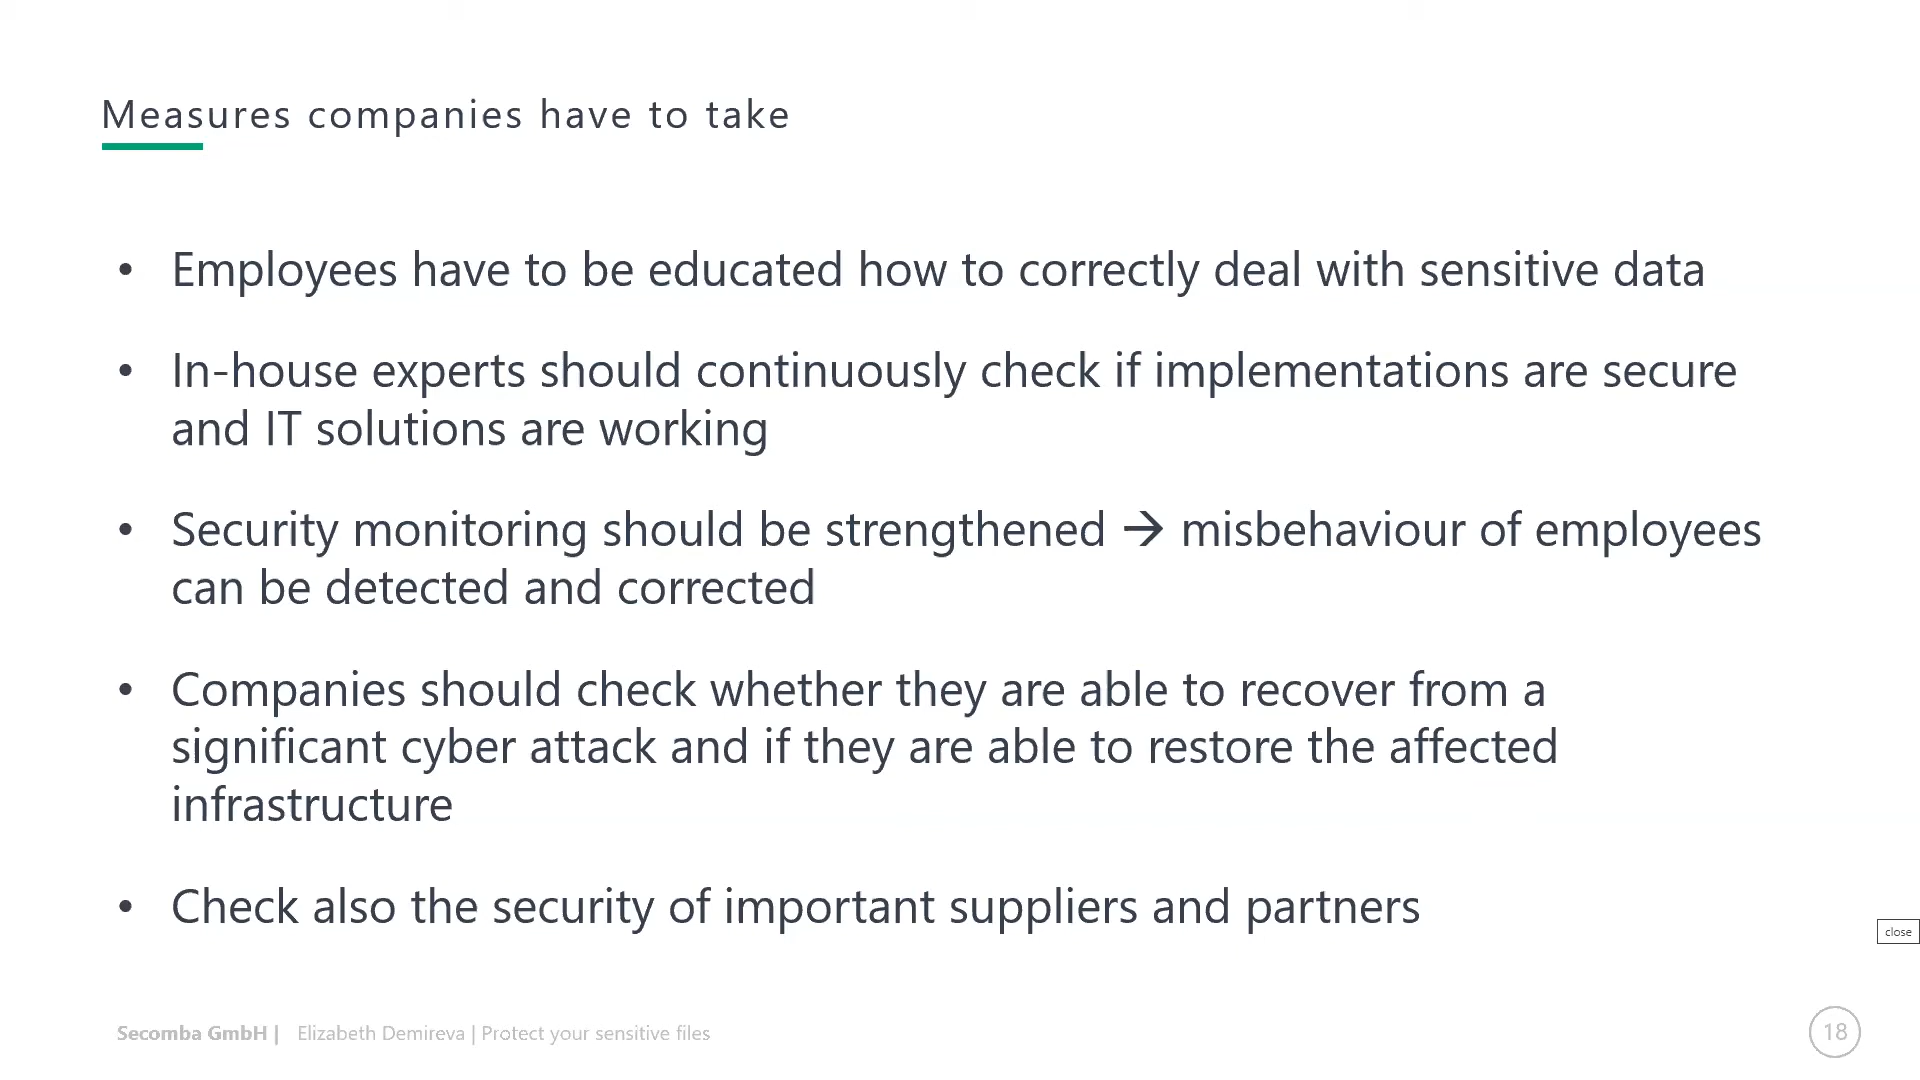 Measures companies have to take
• Employees have to be educated how to correctly deal with sensitive data
• In-house experts should continuously check if implementations are secure
and IT solutions are working
• Security monitoring should be strengthened → misbehaviour of employees
can be detected and corrected
• Companies should check whether they are able to recover from a
significant cyber attack and if they are able to restore the affected
infrastructure
• Check also the security of important suppliers and partners
close
Secomba GmbH | Elizabeth Demireva | Protect your sensitive files
18